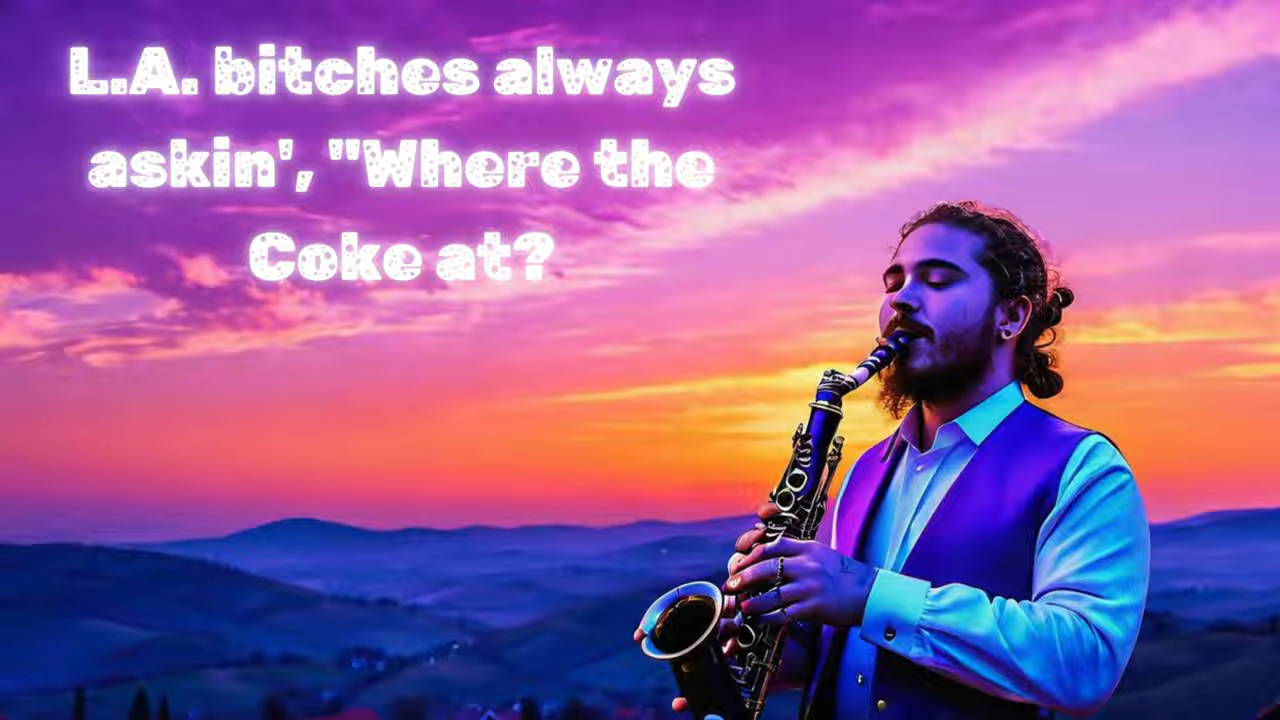 L.A. bitches always
askin', "Where the
Coke at?